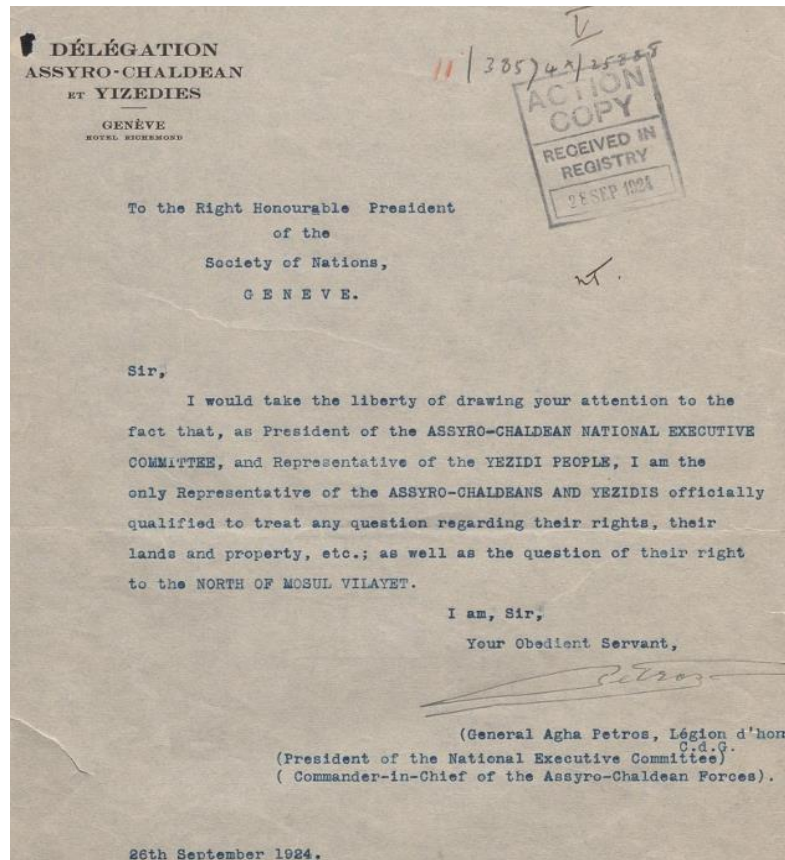 DÉLÉGATION
ASSYRO-CHALDEAN
ET YIZEDIES
GENÈVE
HOTEL RICHEMOND
V
11/385
ACTION
COPY
RECEIVED IN
REGISTRY
28 SEP 1924
To the Right Honourable President
of the
Society of Nations,
G E N E V E.
Sir,
I would take the liberty of drawing your attention to the
fact that, as President of the ASSYRO-CHALDEAN NATIONAL EXECUTIVE
COMMITTEE, and Representative of the YEZIDI PEOPLE, I am the
only Representative of the ASSYRO-CHALDEANS AND YEZIDIS officially
qualified to treat any question regarding their rights, their
lands and property, etc.; as well as the question of their right
to the NORTH OF MOSUL VILAYET.
I am, Sir,
Your Obedient Servant,
Petros
(General Agha Petros, Légion d'hon
C.d.G.
(President of the National Executive Committee)
( Commander-in-Chief of the Assyro-Chaldean Forces).
26th September 1924.